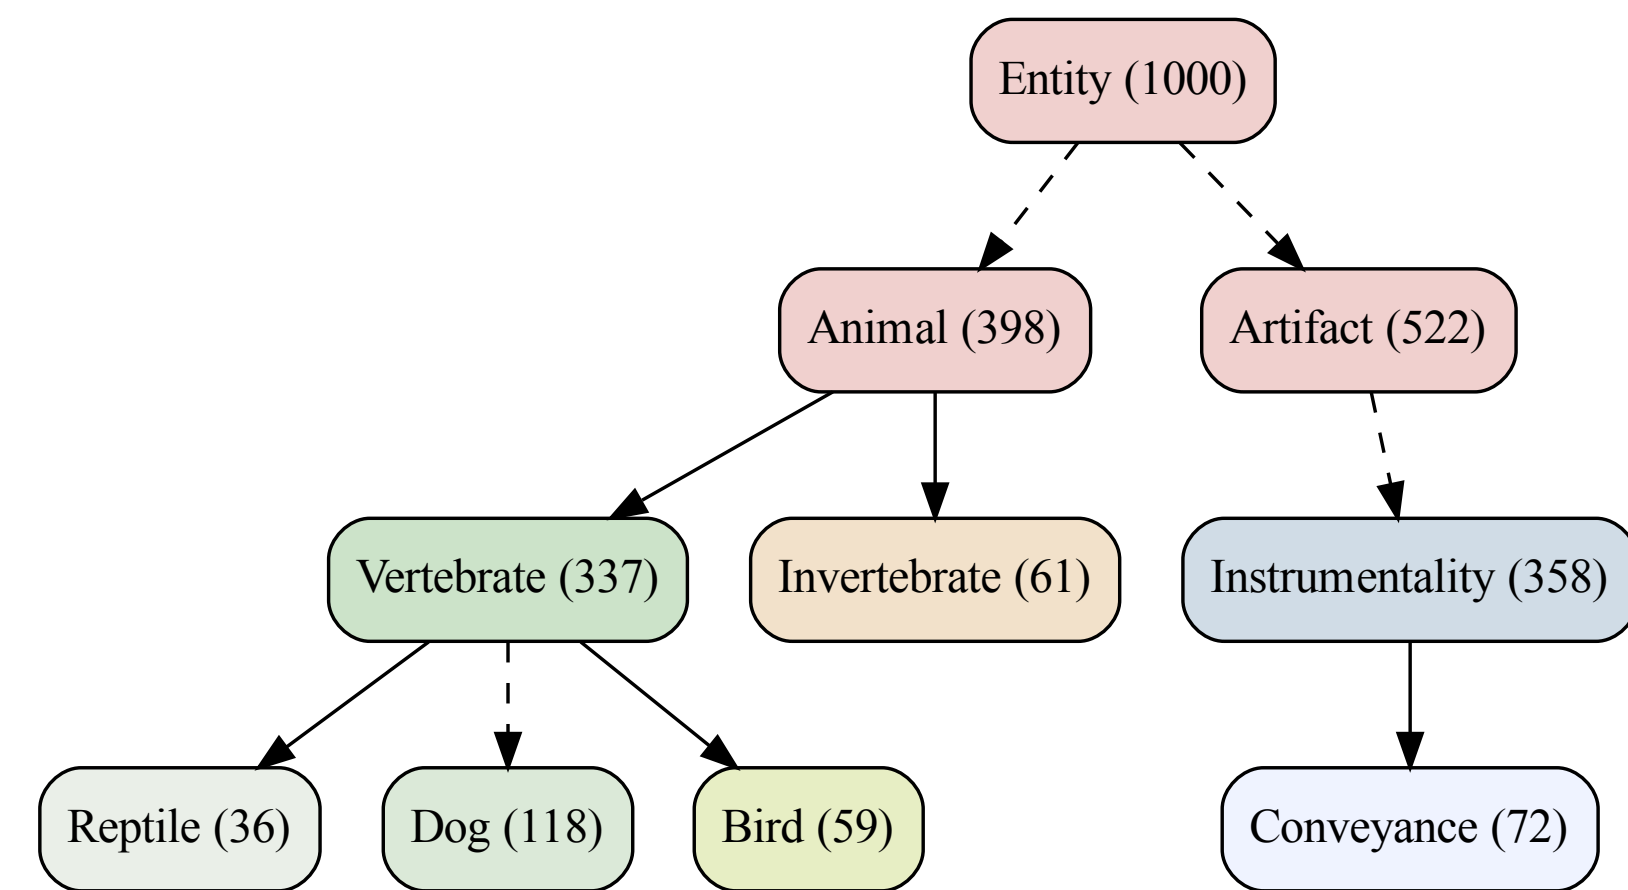 Entity (1000)
Animal (398)
Artifact (522)
Vertebrate (337)
Invertebrate (61)
Instrumentality (358)
Reptile (36)
Dog (118)
Bird (59)
Conveyance (72)